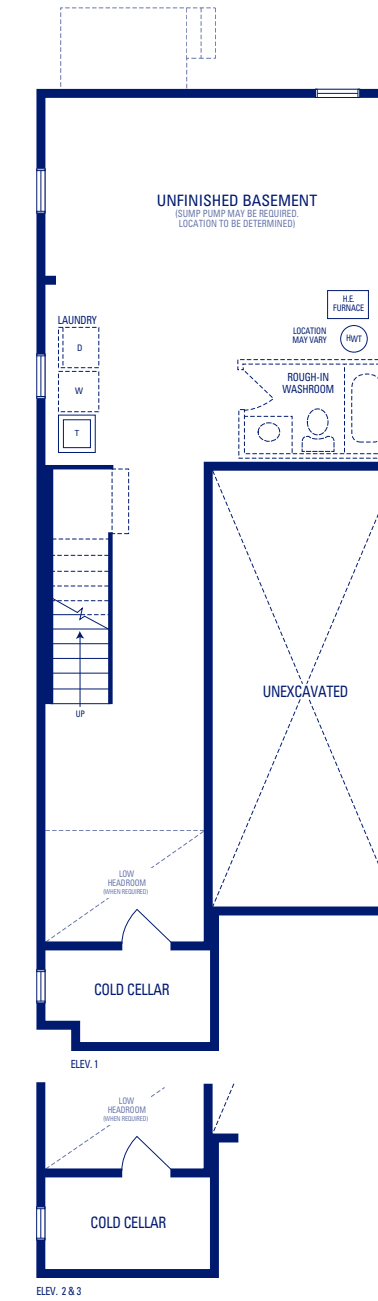 UNFINISHED BASEMENT
(SUMP PUMP MAY BE REQUIRED.
LOCATION TO BE DETERMINED)
H.E.
FURNACE
LAUNDRY
LOCATION
MAY VARY
HWT
D
ROUGH-IN
WASHROOM
W
T
UNEXCAVATED
UP
LOW
HEADROOM
(WHEN REQUIRED)
COLD CELLAR
ELEV. 1
LOW
HEADROOM
(WHEN REQUIRED)
COLD CELLAR
ELEV. 2 & 3